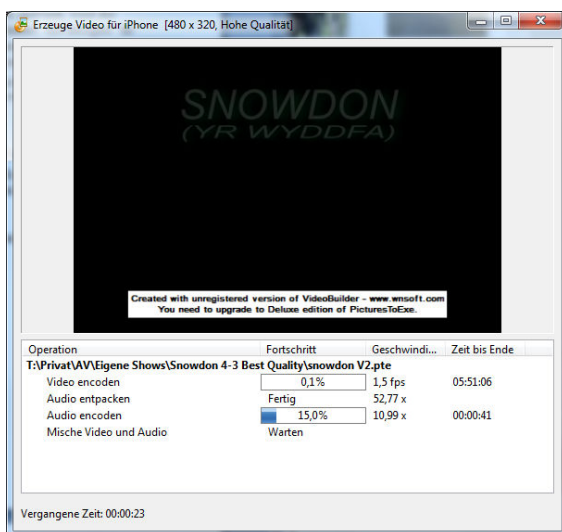 Erzeuge Video für iPhone [480 x 320, Hohe Qualität]
SNOWDON
(YR WYDDFA)
Created with unregistered version of VideoBuilder - www.wnsoft.com
You need to upgrade to Deluxe edition of PicturesToExe.
Operation Fortschritt Geschwindi... Zeit bis Ende
T:\Privat\AV\Eigene Shows\Snowdon 4-3 Best Quality\snowdon V2.pte
Video encoden 0,1% 1,5 fps 05:51:06
Audio entpacken Fertig 52,77 x
Audio encoden 15,0% 10,99 x 00:00:41
Mische Video und Audio Warten
Vergangene Zeit: 00:00:23